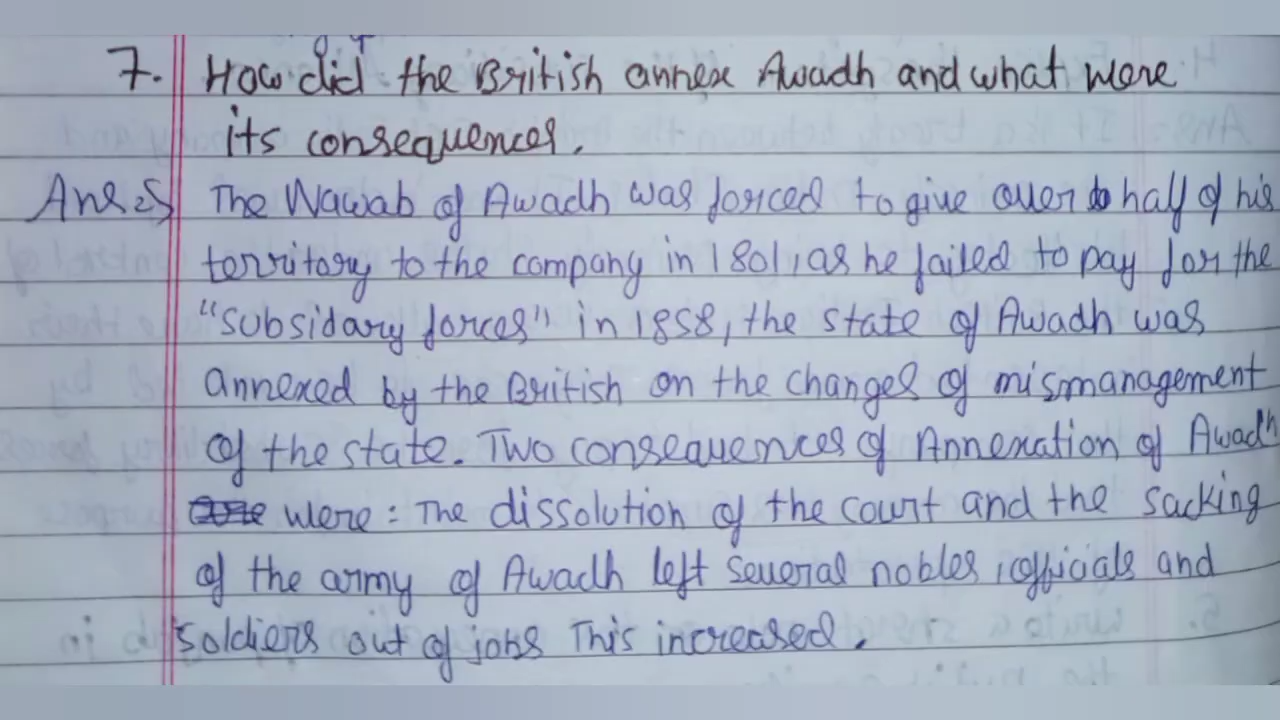 7. How did the British annex Awadh and what were
its consequences.
Ans:- The Nawab of Awadh was forced to give over to half of his
territory to the company in 1801, as he failed to pay for the
"subsidary forces" in 1858, the state of Awadh was
annexed by the British on the changes of mismanagement
of the state. Two consequences of Annexation of Awadh
were: The dissolution of the court and the sacking
of the army of Awadh left several nobles, officials and
soldiers out of jobs This increased.